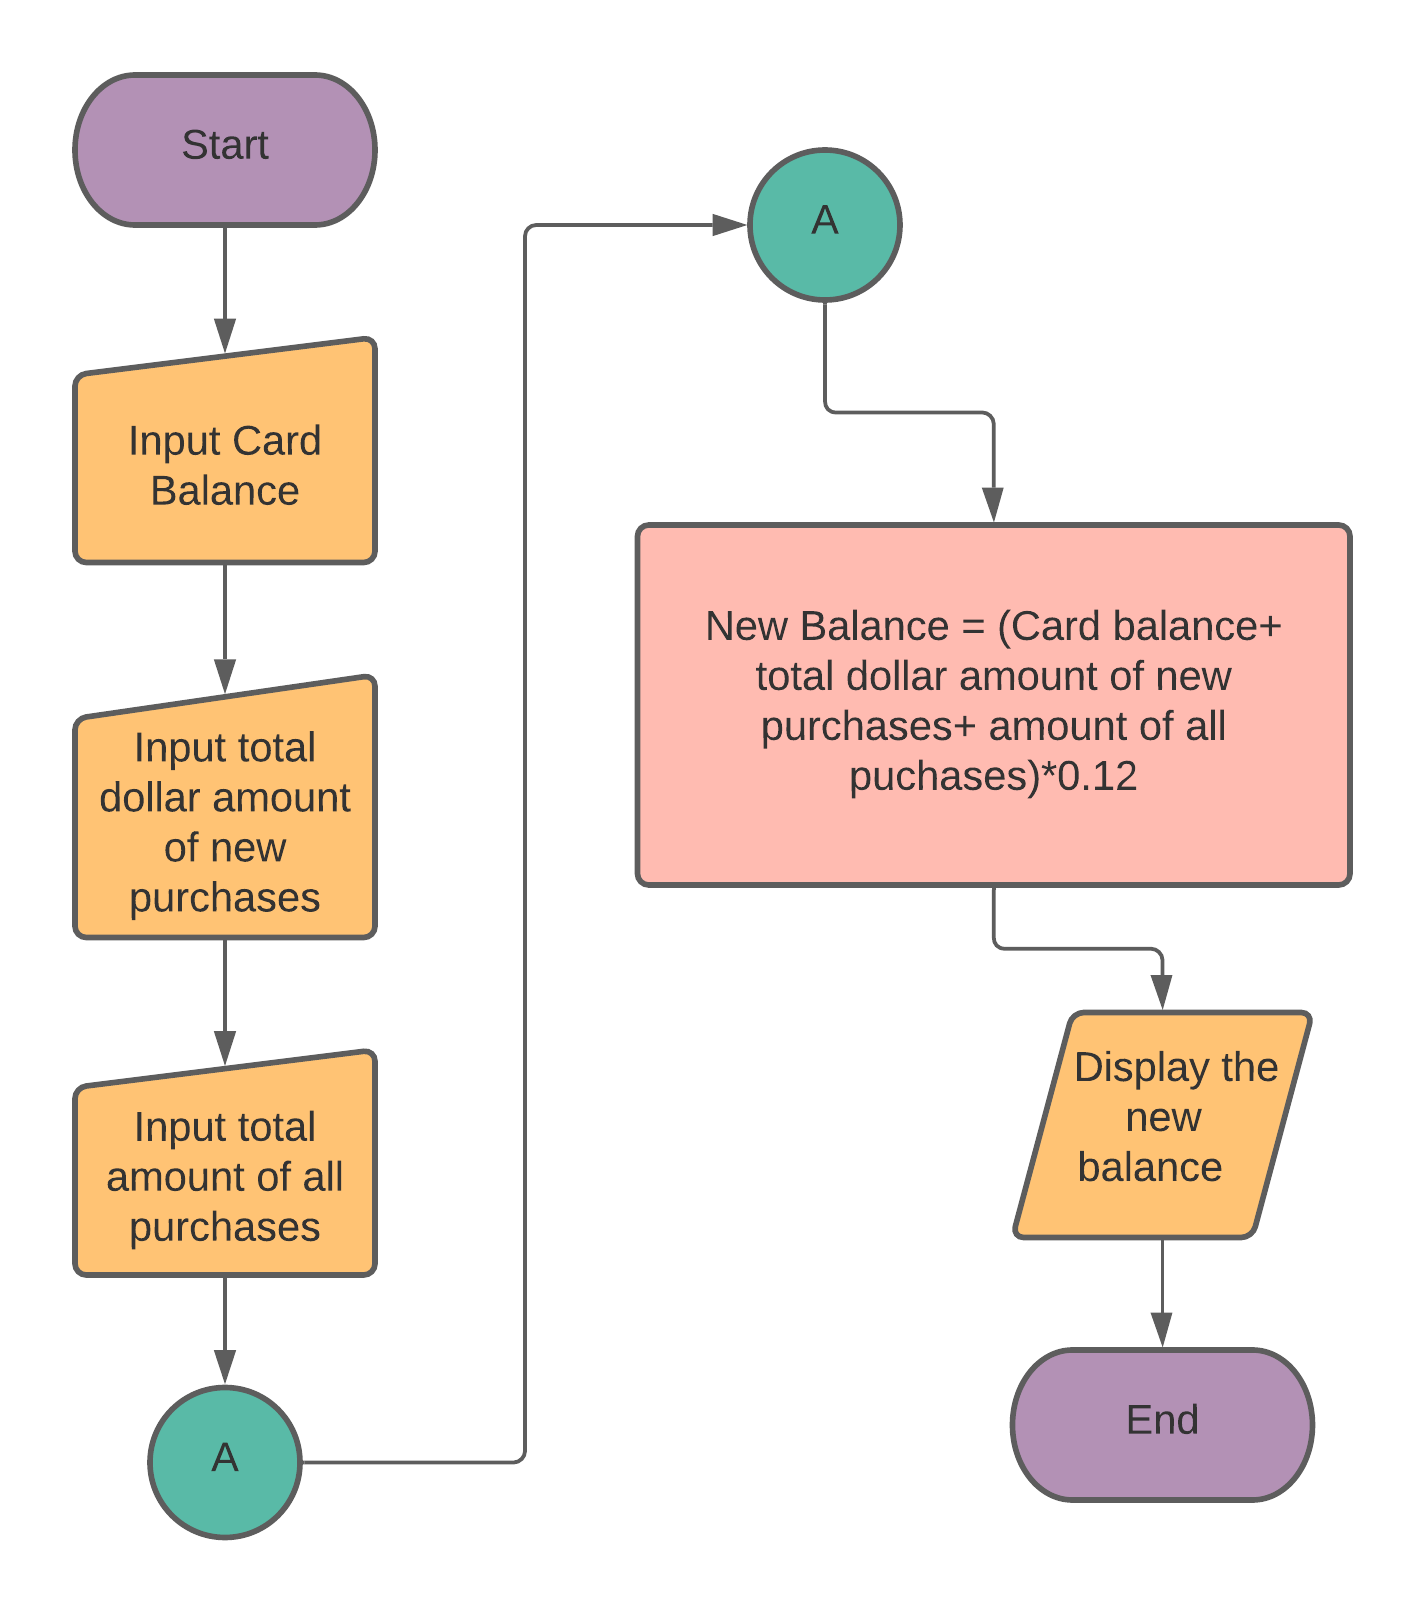 Start
Input Card
Balance
Input total
dollar amount
of new
purchases
Input total
amount of all
purchases
A
A
New Balance = (Card balance+
total dollar amount of new
purchases+ amount of all
puchases)*0.12
Display the
new
balance
End